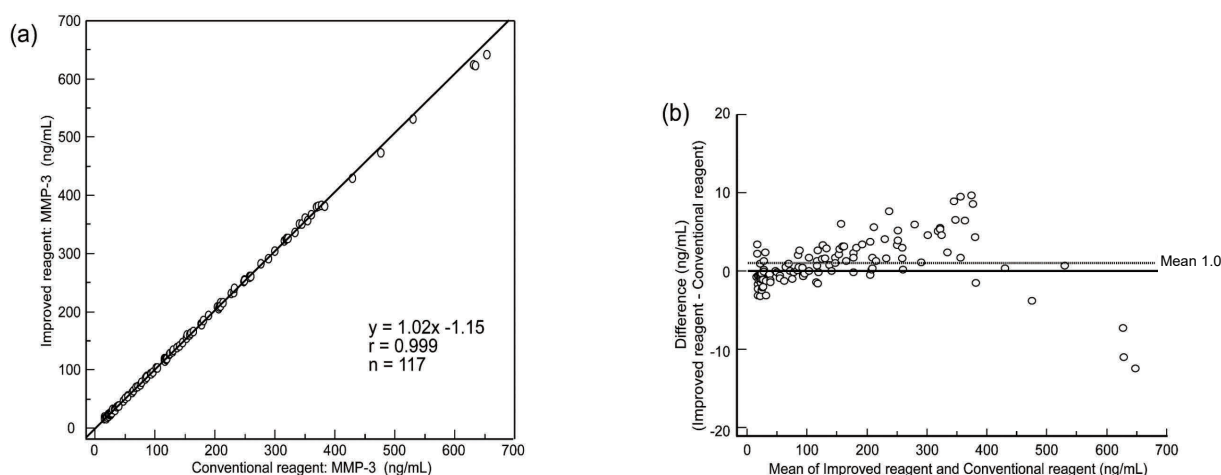 (a)
Improved reagent: MMP-3 (ng/mL)
700
600
500
400
300
200
100
0
y = 1.02x -1.15
r = 0.999
n = 117
0 100 200 300 400 500 600 700
Conventional reagent: MMP-3 (ng/mL)
(b)
Difference (ng/mL)
(Improved reagent - Conventional reagent)
20
10
0
-10
-20
Mean 1.0
0 100 200 300 400 500 600 700
Mean of Improved reagent and Conventional reagent (ng/mL)